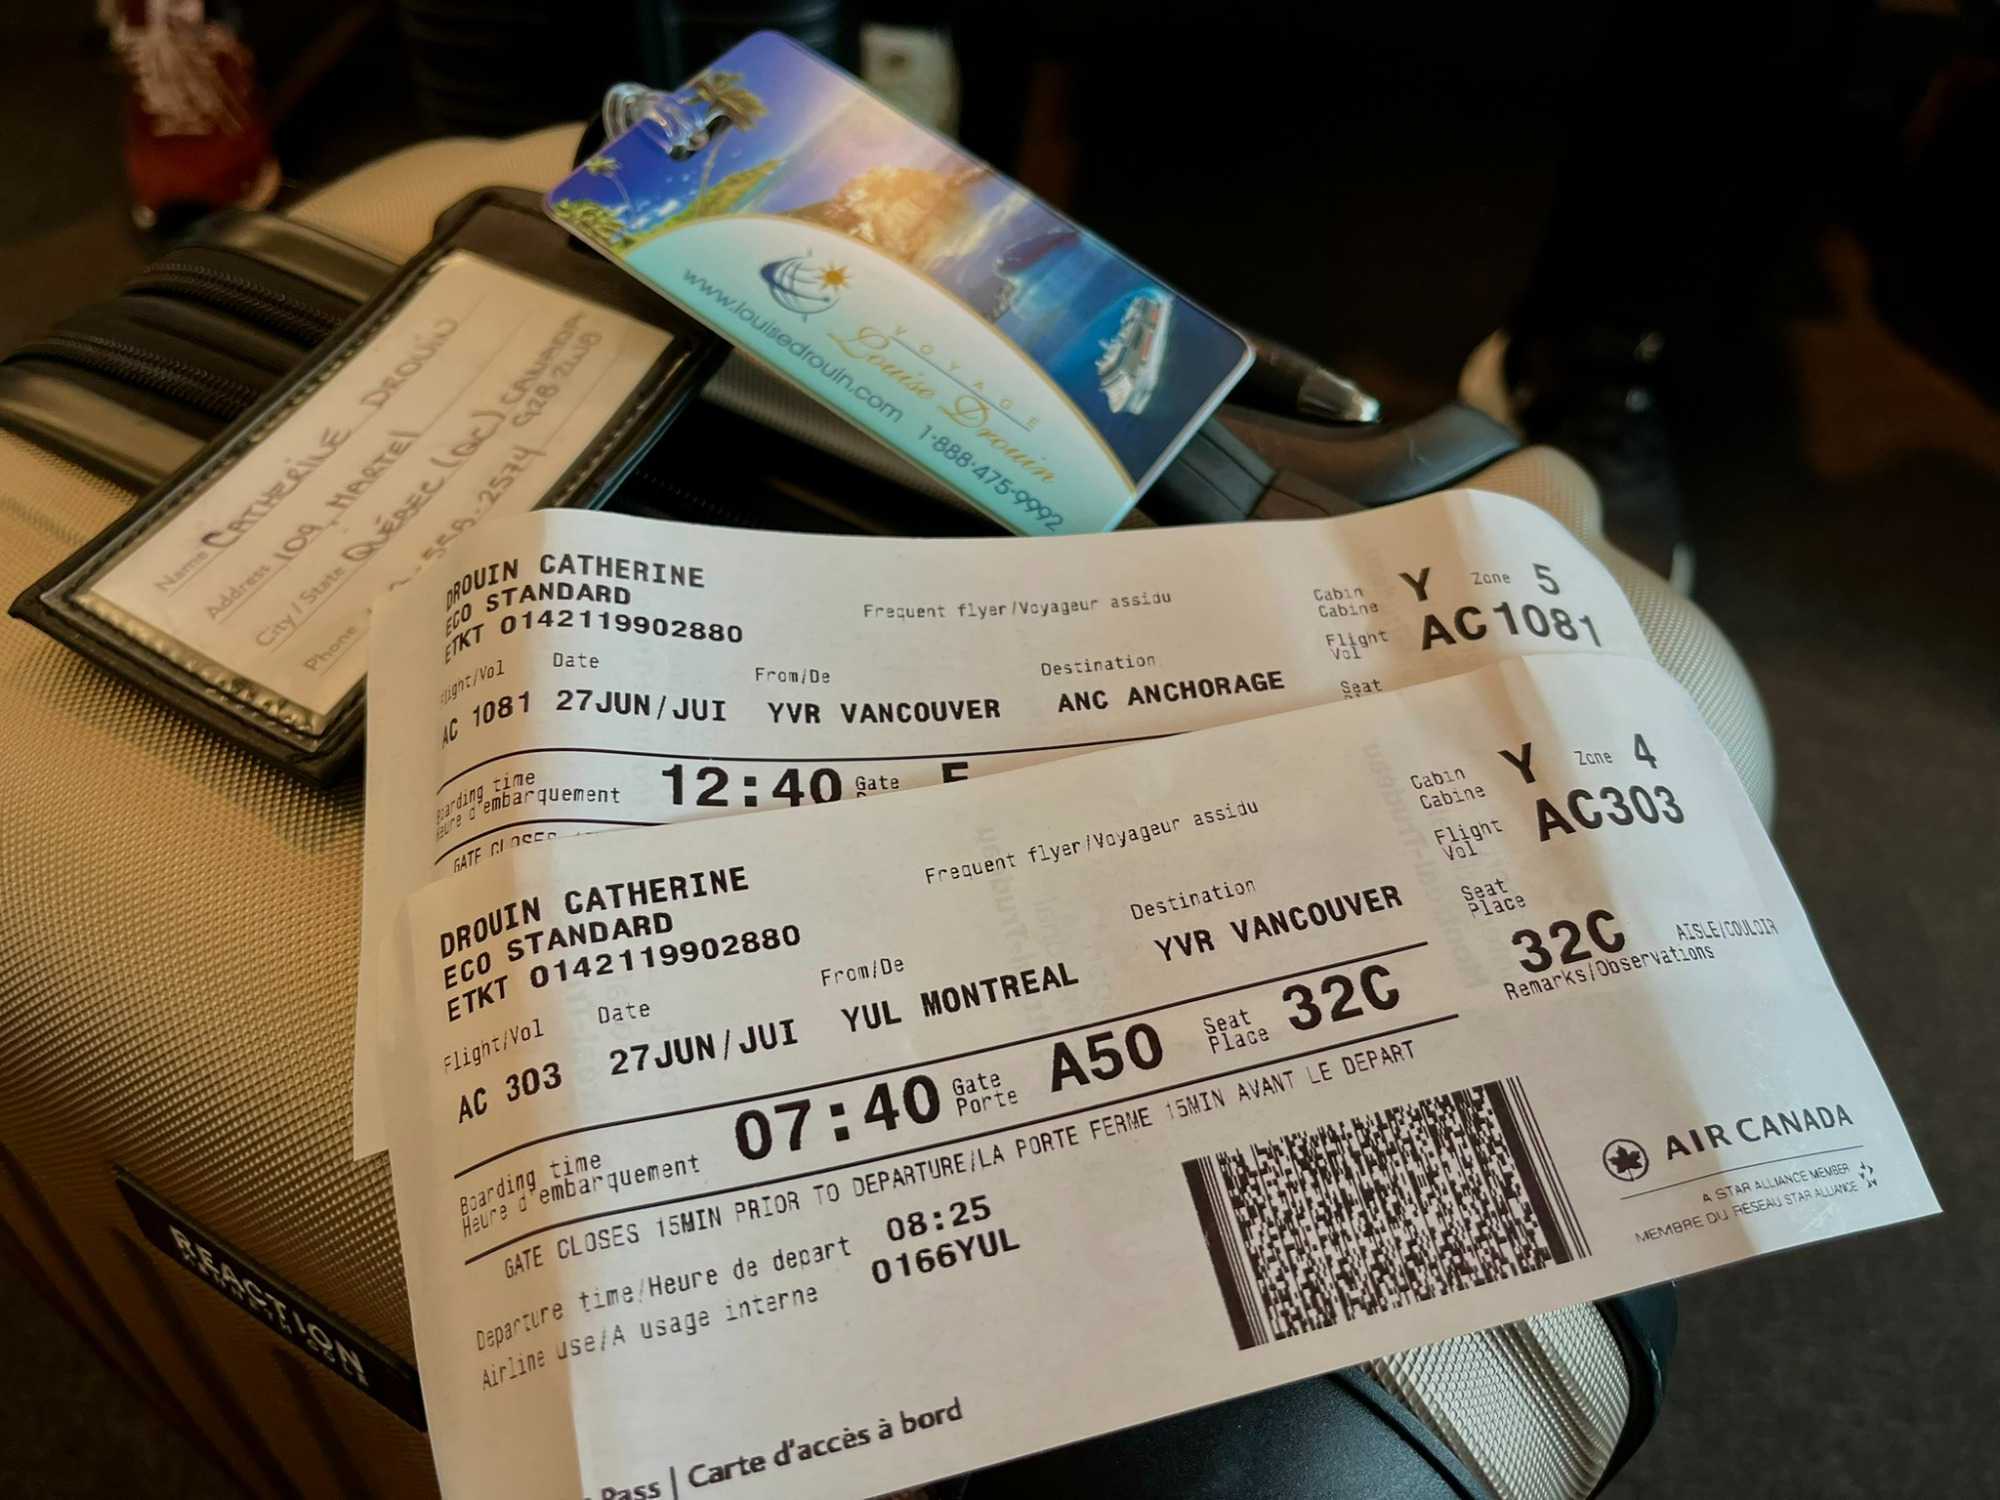 VOYAGE
Louise Drouin
www.louisedrouin.com 1-888-475-9992
Name CATHERINE DROUIN
Address 109, MARTEL
City / State QUÉBEC (QC) CANADA
G2B-2W8
Phone
DROUIN CATHERINE
ECO STANDARD
ETKT 0142119902880
Frequent flyer/Voyageur assidu
Cabin Y Zone 5
Cabine
Flight AC1081
Vol
Seat
Flight/Vol Date From/De Destination
AC 1081 27JUN/JUI YVR VANCOUVER ANC ANCHORAGE
Boarding time 12:40 Gate
Heure d'embarquement
GATE CLOSES
DROUIN CATHERINE
ECO STANDARD
ETKT 0142119902880
Frequent flyer/Voyageur assidu
Cabin Y Zone 4
Cabine
Flight AC303
Vol
Seat
Place
32C AISLE/COULOIR
Remarks/Observations
Flight/Vol Date From/De Destination
AC 303 27JUN/JUI YUL MONTREAL YVR VANCOUVER
Boarding time 07:40 Gate A50 Seat 32C
Heure d'embarquement Porte Place
GATE CLOSES 15MIN PRIOR TO DEPARTURE/LA PORTE FERME 15MIN AVANT LE DEPART
Departure time/Heure de depart 08:25
Airline use/A usage interne 0166YUL
AIR CANADA
A STAR ALLIANCE MEMBER
MEMBRE DU RÉSEAU STAR ALLIANCE
Pass | Carte d'accès à bord
REACTION